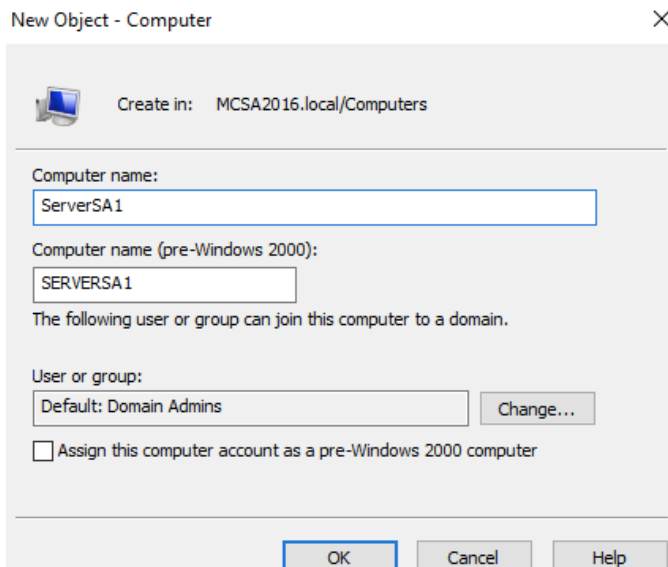 New Object - Computer
Create in: MCSA2016.local/Computers
Computer name:
ServerSA1
Computer name (pre-Windows 2000):
SERVERSA1
The following user or group can join this computer to a domain.
User or group:
Default: Domain Admins
Change...
Assign this computer account as a pre-Windows 2000 computer
OK Cancel Help